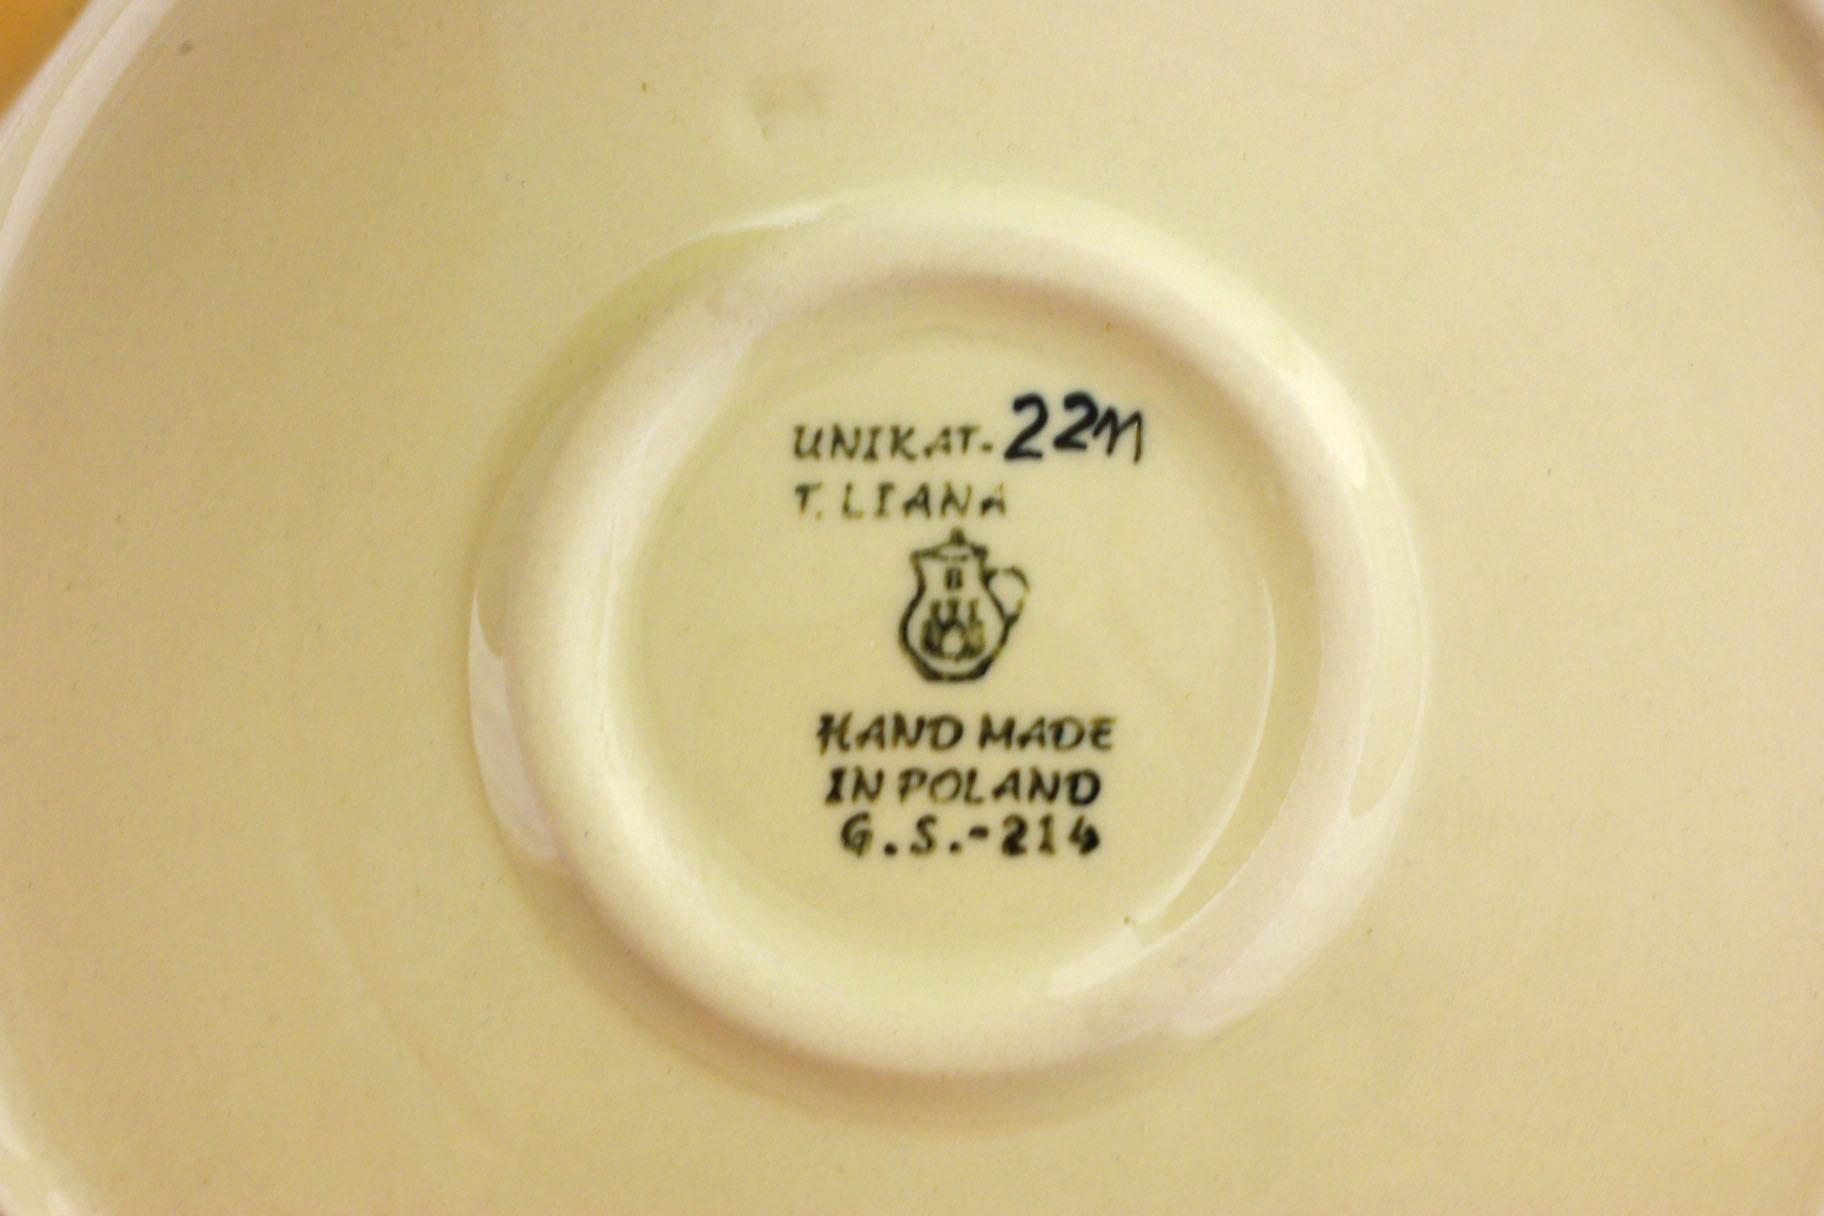 UNIKAT-22m
T. LIANA
B
HAND MADE
IN POLAND
G.S.-214